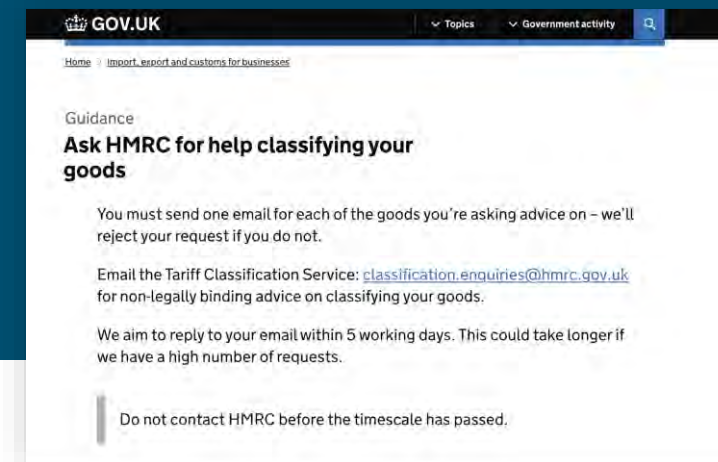 GOV.UK
Topics
Government activity
Home
Import, export and customs for businesses
Guidance
Ask HMRC for help classifying your
goods
You must send one email for each of the goods you're asking advice on – we'll
reject your request if you do not.
Email the Tariff Classification Service: classification.enquiries@hmrc.gov.uk
for non-legally binding advice on classifying your goods.
We aim to reply to your email within 5 working days. This could take longer if
we have a high number of requests.
Do not contact HMRC before the timescale has passed.